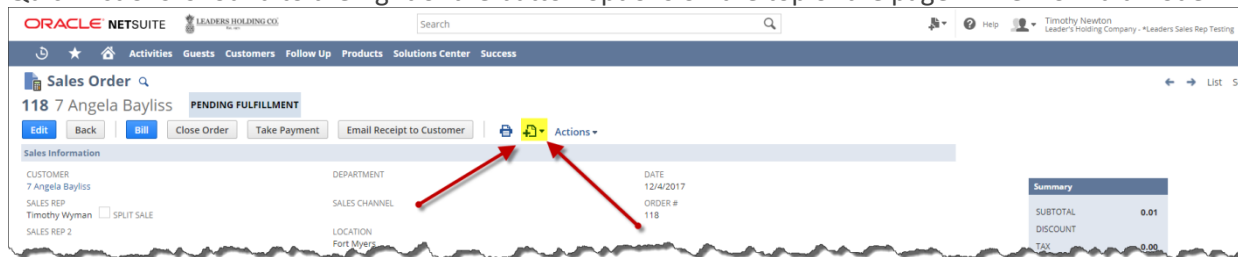 ORACLE NETSUITE LEADERS HOLDING CO. Search Help Timothy Newton
Leader's Holding Company - *Leaders Sales Rep Testing
Activities Guests Customers Follow Up Products Solutions Center Success
Sales Order List
118 7 Angela Bayliss PENDING FULFILLMENT
Edit Back Bill Close Order Take Payment Email Receipt to Customer Actions
Sales Information
CUSTOMER DEPARTMENT DATE
7 Angela Bayliss 12/4/2017
Summary
SALES REP SALES CHANNEL ORDER #
Timothy Wyman SPLIT SALE 118
SUBTOTAL 0.01
SALES REP 2 LOCATION
DISCOUNT
Fort Myers
TAX 0.00